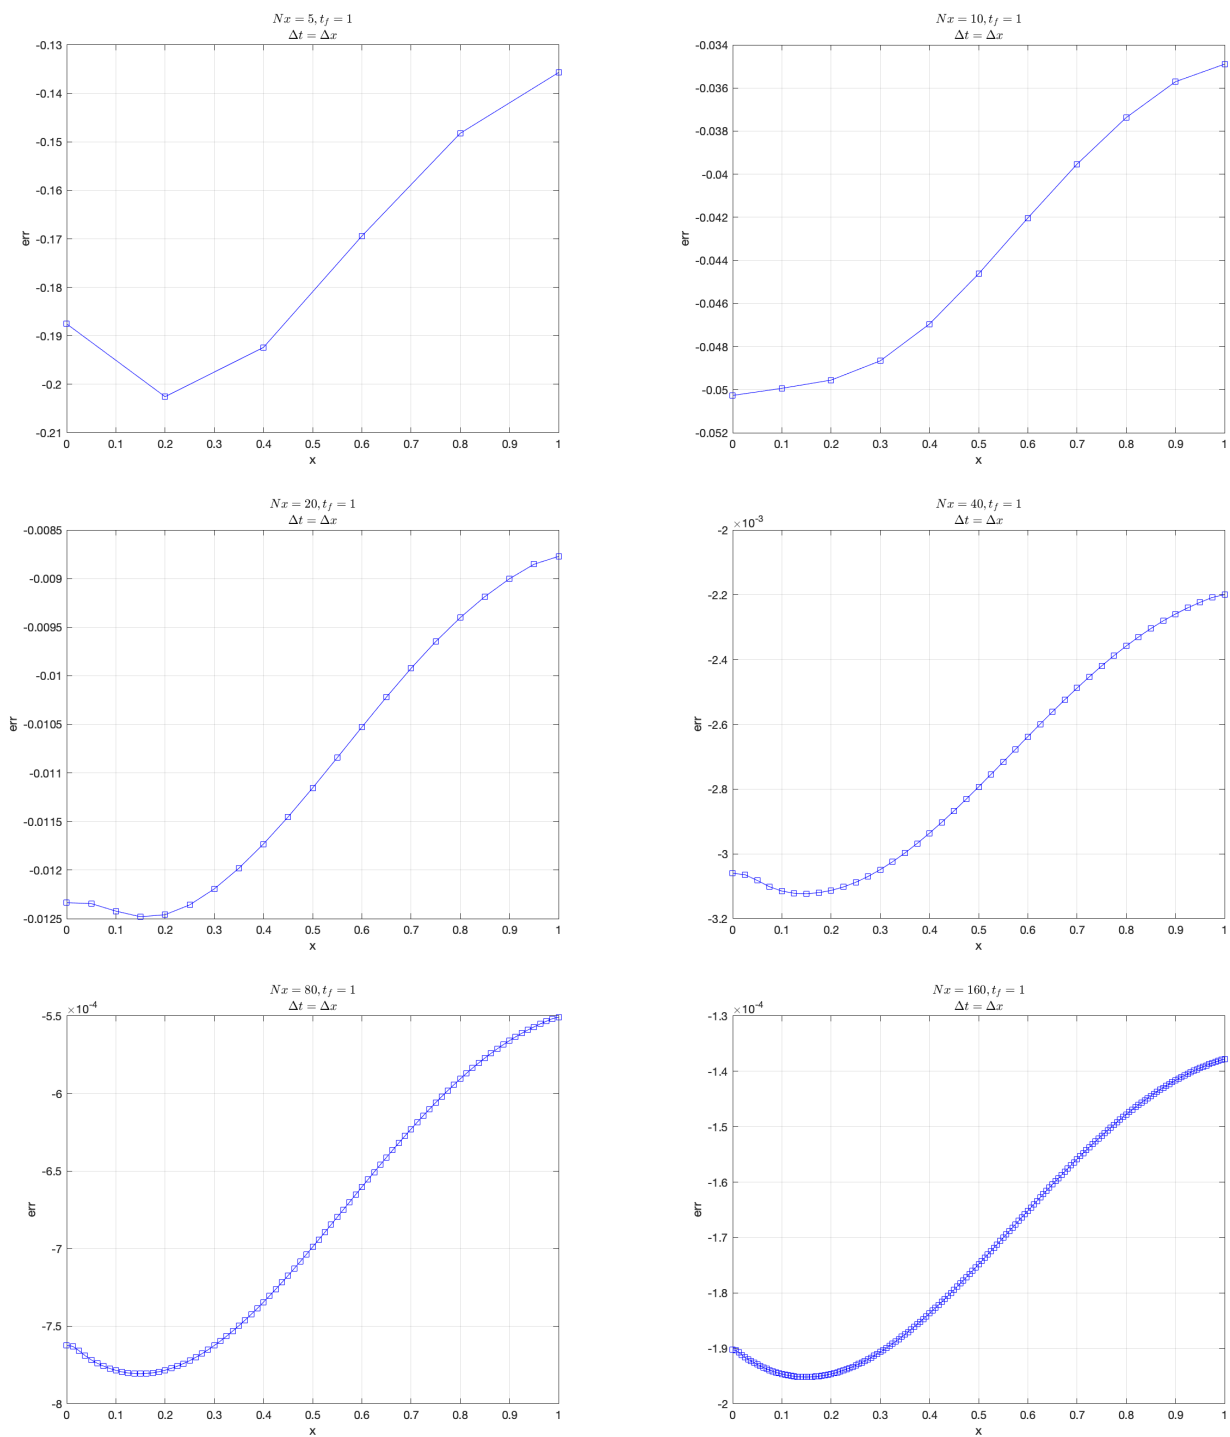 Nx = 5, t_f = 1
Δt = Δx
-0.13
-0.14
-0.15
-0.16
-0.17
-0.18
-0.19
-0.2
-0.21
err
0 0.1 0.2 0.3 0.4 0.5 0.6 0.7 0.8 0.9 1
x
Nx = 10, t_f = 1
Δt = Δx
-0.034
-0.036
-0.038
-0.04
-0.042
-0.044
-0.046
-0.048
-0.05
-0.052
err
0 0.1 0.2 0.3 0.4 0.5 0.6 0.7 0.8 0.9 1
x
Nx = 20, t_f = 1
Δt = Δx
-0.0085
-0.009
-0.0095
-0.01
-0.0105
-0.011
-0.0115
-0.012
-0.0125
err
0 0.1 0.2 0.3 0.4 0.5 0.6 0.7 0.8 0.9 1
x
Nx = 40, t_f = 1
Δt = Δx
×10^-3
-2
-2.2
-2.4
-2.6
-2.8
-3
-3.2
err
0 0.1 0.2 0.3 0.4 0.5 0.6 0.7 0.8 0.9 1
x
Nx = 80, t_f = 1
Δt = Δx
×10^-4
-5.5
-6
-6.5
-7
-7.5
-8
err
0 0.1 0.2 0.3 0.4 0.5 0.6 0.7 0.8 0.9 1
x
Nx = 160, t_f = 1
Δt = Δx
×10^-4
-1.3
-1.4
-1.5
-1.6
-1.7
-1.8
-1.9
-2
err
0 0.1 0.2 0.3 0.4 0.5 0.6 0.7 0.8 0.9 1
x